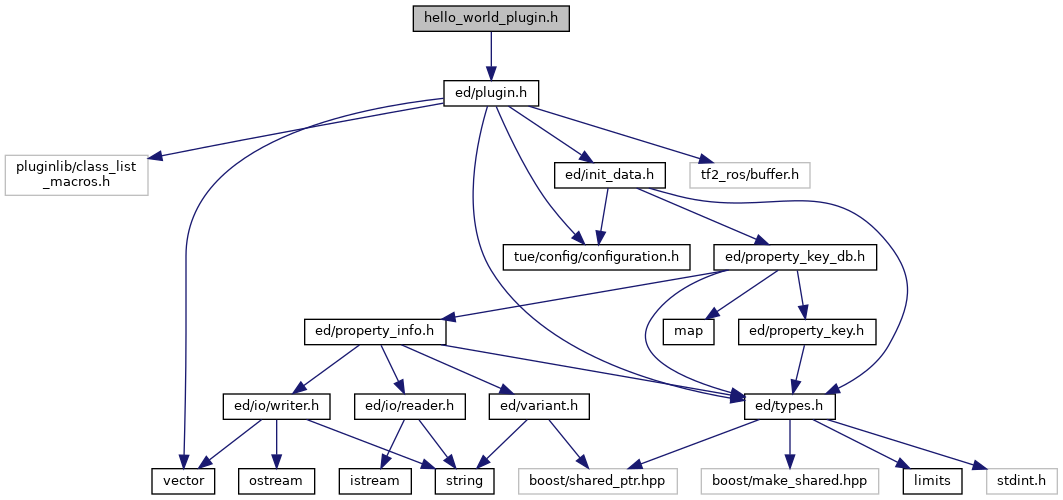 hello_world_plugin.h
ed/plugin.h
pluginlib/class_list
_macros.h
ed/init_data.h
tf2_ros/buffer.h
tue/config/configuration.h
ed/property_key_db.h
ed/property_info.h
map
ed/property_key.h
ed/io/writer.h
ed/io/reader.h
ed/variant.h
ed/types.h
vector
ostream
istream
string
boost/shared_ptr.hpp
boost/make_shared.hpp
limits
stdint.h